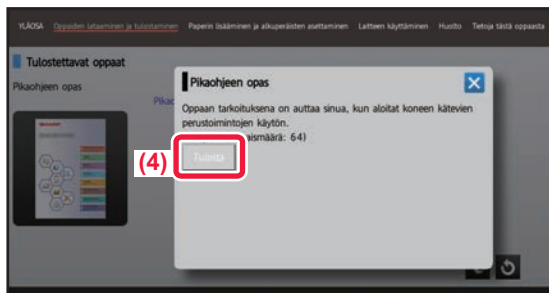 YLÄOSA Oppaiden lataaminen ja tulostaminen Paperin lisääminen ja alkuperäisten asettaminen Laitteen käyttäminen Huolto Tietoja tästä oppaasta
Tulostettavat oppaat
Pikaohjeen opas
Pikaohjeen opas
Oppaan tarkoituksena on auttaa sinua, kun aloitat koneen kätevien
perustoimintojen käytön.
aismäärä: 64)
(4)
Tulosta